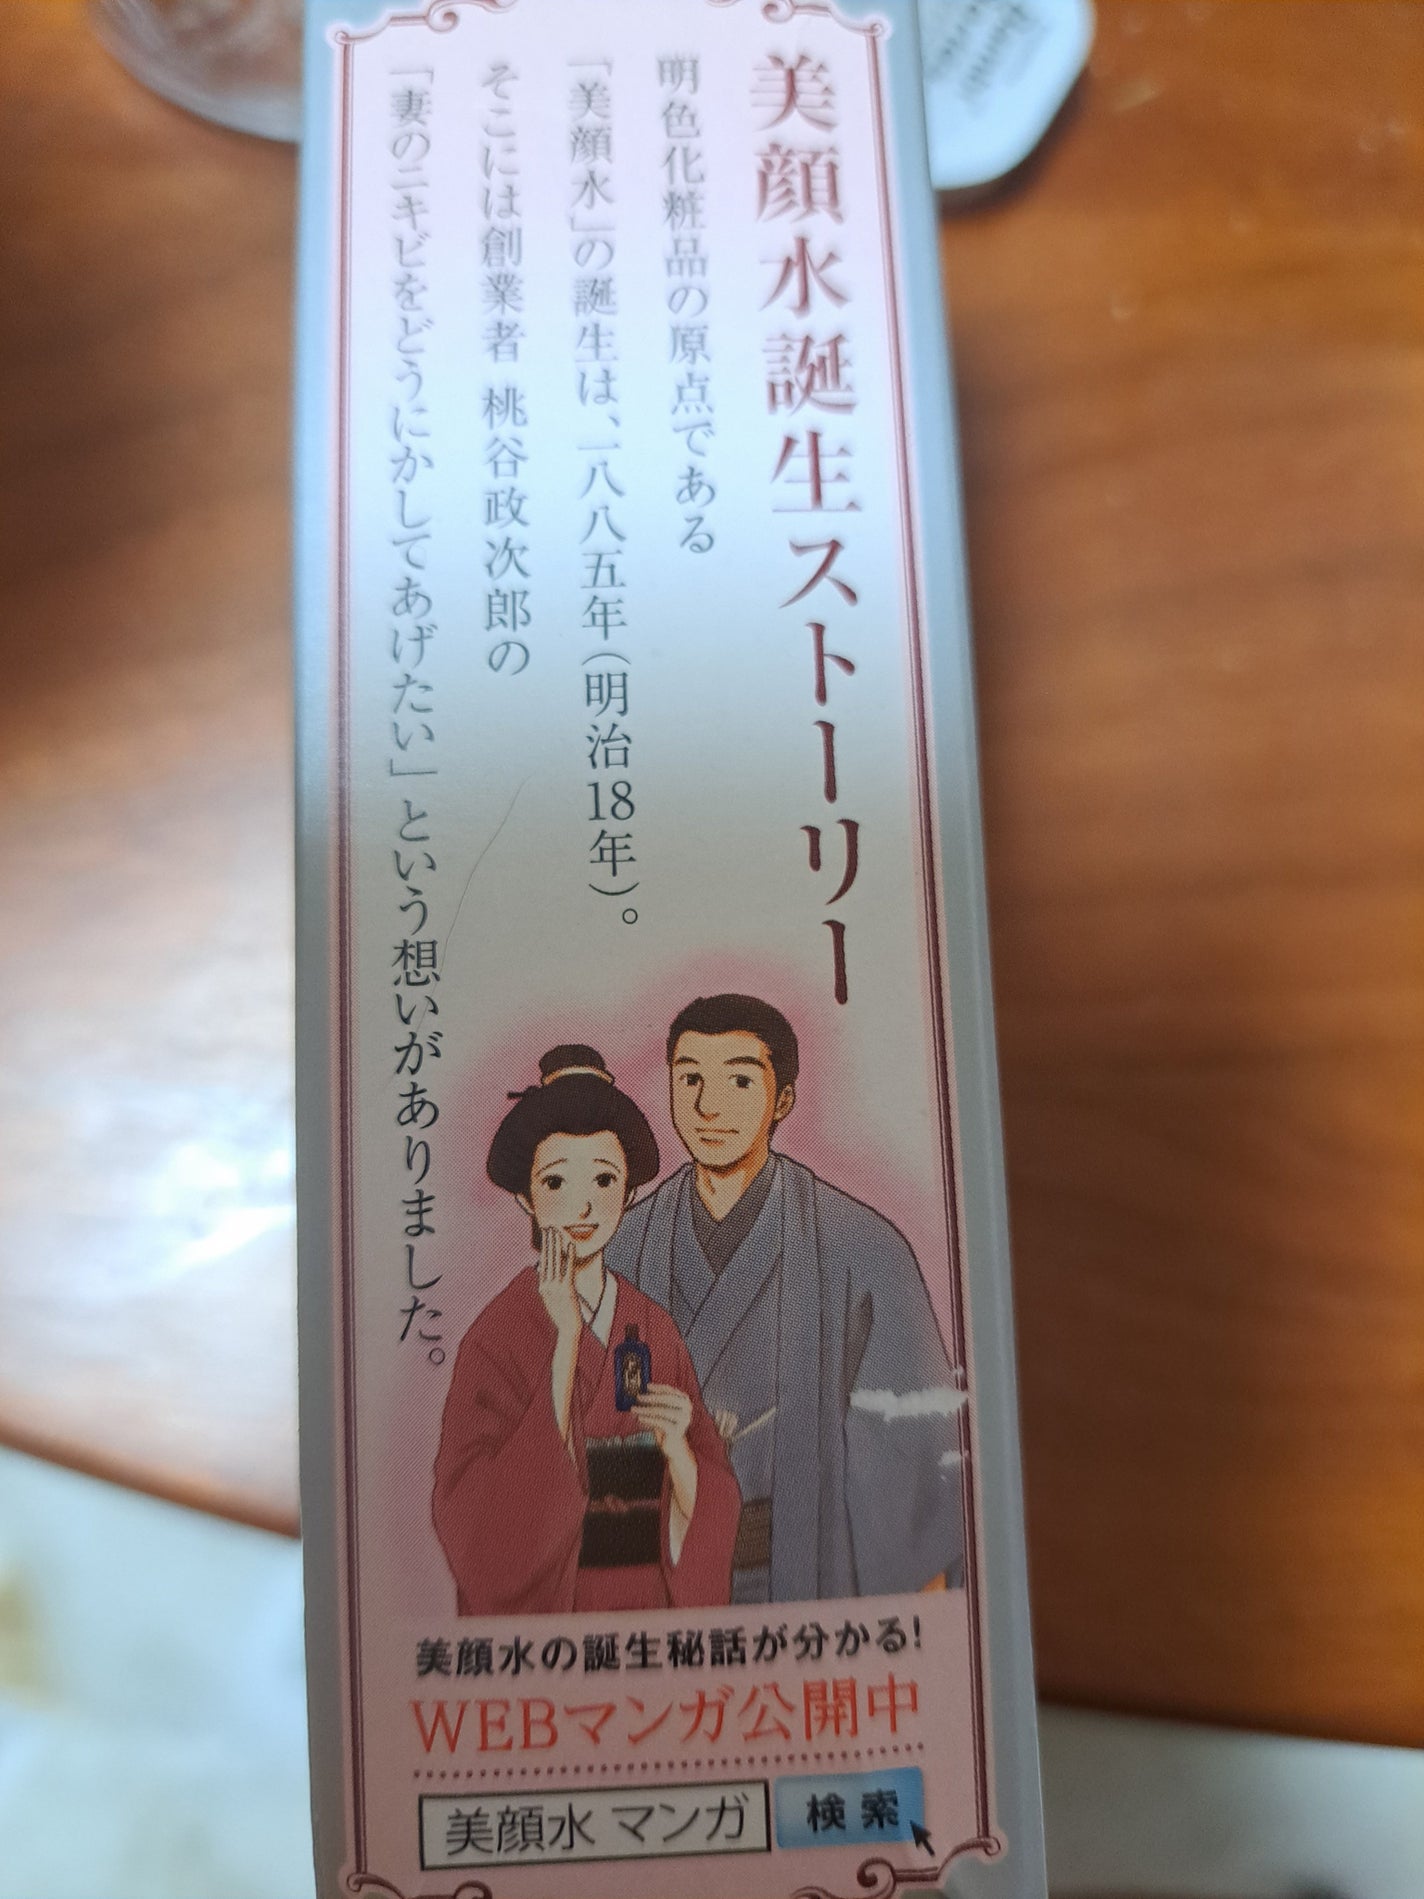 美顔水誕生ストーリー
明色化粧品の原点である
「美顔水」の誕生は、一八八五年(明治18年)。
そこには創業者 桃谷政次郎の
「妻のニキビをどうにかしてあげたい」という想いがありました。
美顔水の誕生秘話が分かる!
WEBマンガ公開中
美顔水 マンガ 検索